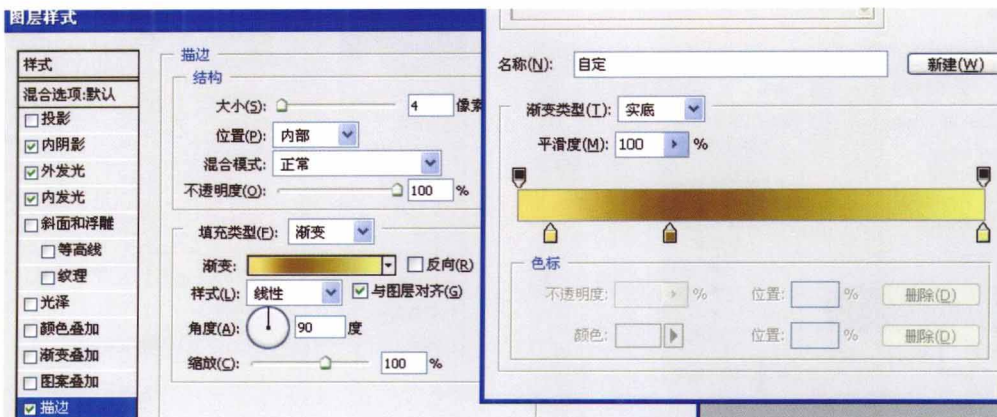 图层样式
样式
混合选项:默认
投影
内阴影
外发光
内发光
斜面和浮雕
等高线
纹理
光泽
颜色叠加
渐变叠加
图案叠加
描边
描边
结构
大小(S): 4 像素
位置(P): 内部
混合模式: 正常
不透明度(O): 100 %
填充类型(F): 渐变
渐变: 反向(R)
样式(L): 线性 与图层对齐(G)
角度(A): 90 度
缩放(C): 100 %
名称(N): 自定 新建(W)
渐变类型(T): 实底
平滑度(M): 100 %
色标
不透明度: % 位置: % 删除(D)
颜色: 位置: % 删除(D)